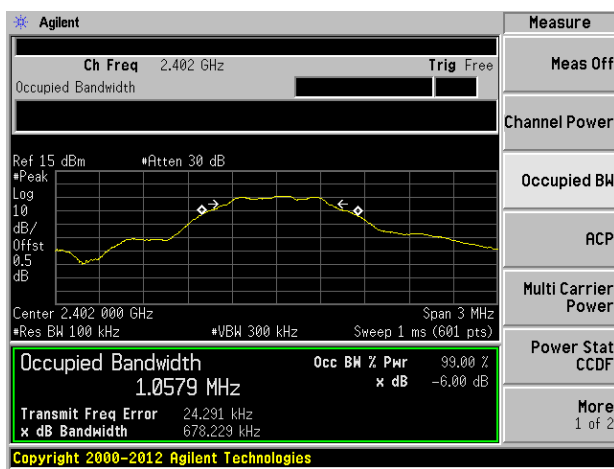 Agilent
Measure
Ch Freq 2.402 GHz Trig Free
Occupied Bandwidth
Meas Off
Channel Power
Occupied BW
ACP
Multi Carrier
Power
Power Stat
CCDF
More
1 of 2
Ref 15 dBm #Atten 30 dB
#Peak
Log
10
dB/
Offst
0.5
dB
Center 2.402 000 GHz Span 3 MHz
#Res BW 100 kHz #VBW 300 kHz Sweep 1 ms (601 pts)
Occupied Bandwidth Occ BW % Pwr 99.00 %
1.0579 MHz x dB -6.00 dB
Transmit Freq Error 24.291 kHz
x dB Bandwidth 678.229 kHz
Copyright 2000-2012 Agilent Technologies